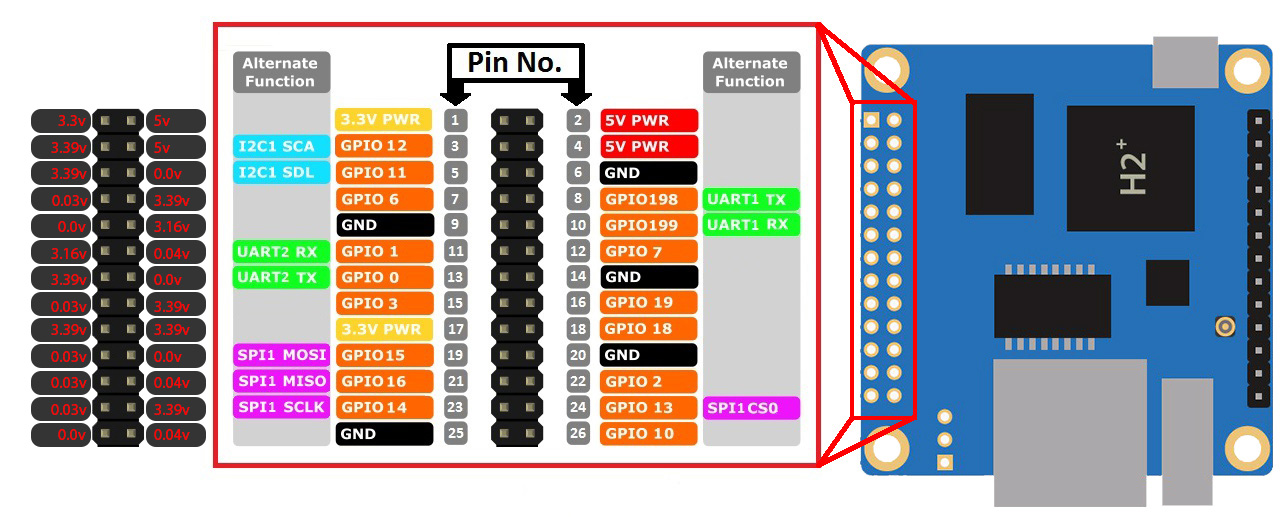 Pin No.
Alternate
Function
Alternate
Function
3.3v 5v
3.3V PWR 1 2 5V PWR
3.39v 5v
I2C1 SCA GPIO 12 3 4 5V PWR
3.39v 0.0v
I2C1 SDL GPIO 11 5 6 GND
0.03v 3.39v
GPIO 6 7 8 GPIO198 UART1 TX
0.0v 3.16v
GND 9 10 GPIO199 UART1 RX
3.16v 0.04v
UART2 RX GPIO 1 11 12 GPIO 7
3.39v 0.0v
UART2 TX GPIO 0 13 14 GND
0.03v 3.39v
GPIO 3 15 16 GPIO 19
3.39v 3.39v
3.3V PWR 17 18 GPIO 18
0.03v 0.0v
SPI1 MOSI GPIO15 19 20 GND
0.03v 0.04v
SPI1 MISO GPIO16 21 22 GPIO 2
0.03v 3.39v
SPI1 SCLK GPIO 14 23 24 GPIO 13 SPI1CS0
0.0v 0.04v
GND 25 26 GPIO 10
H2+